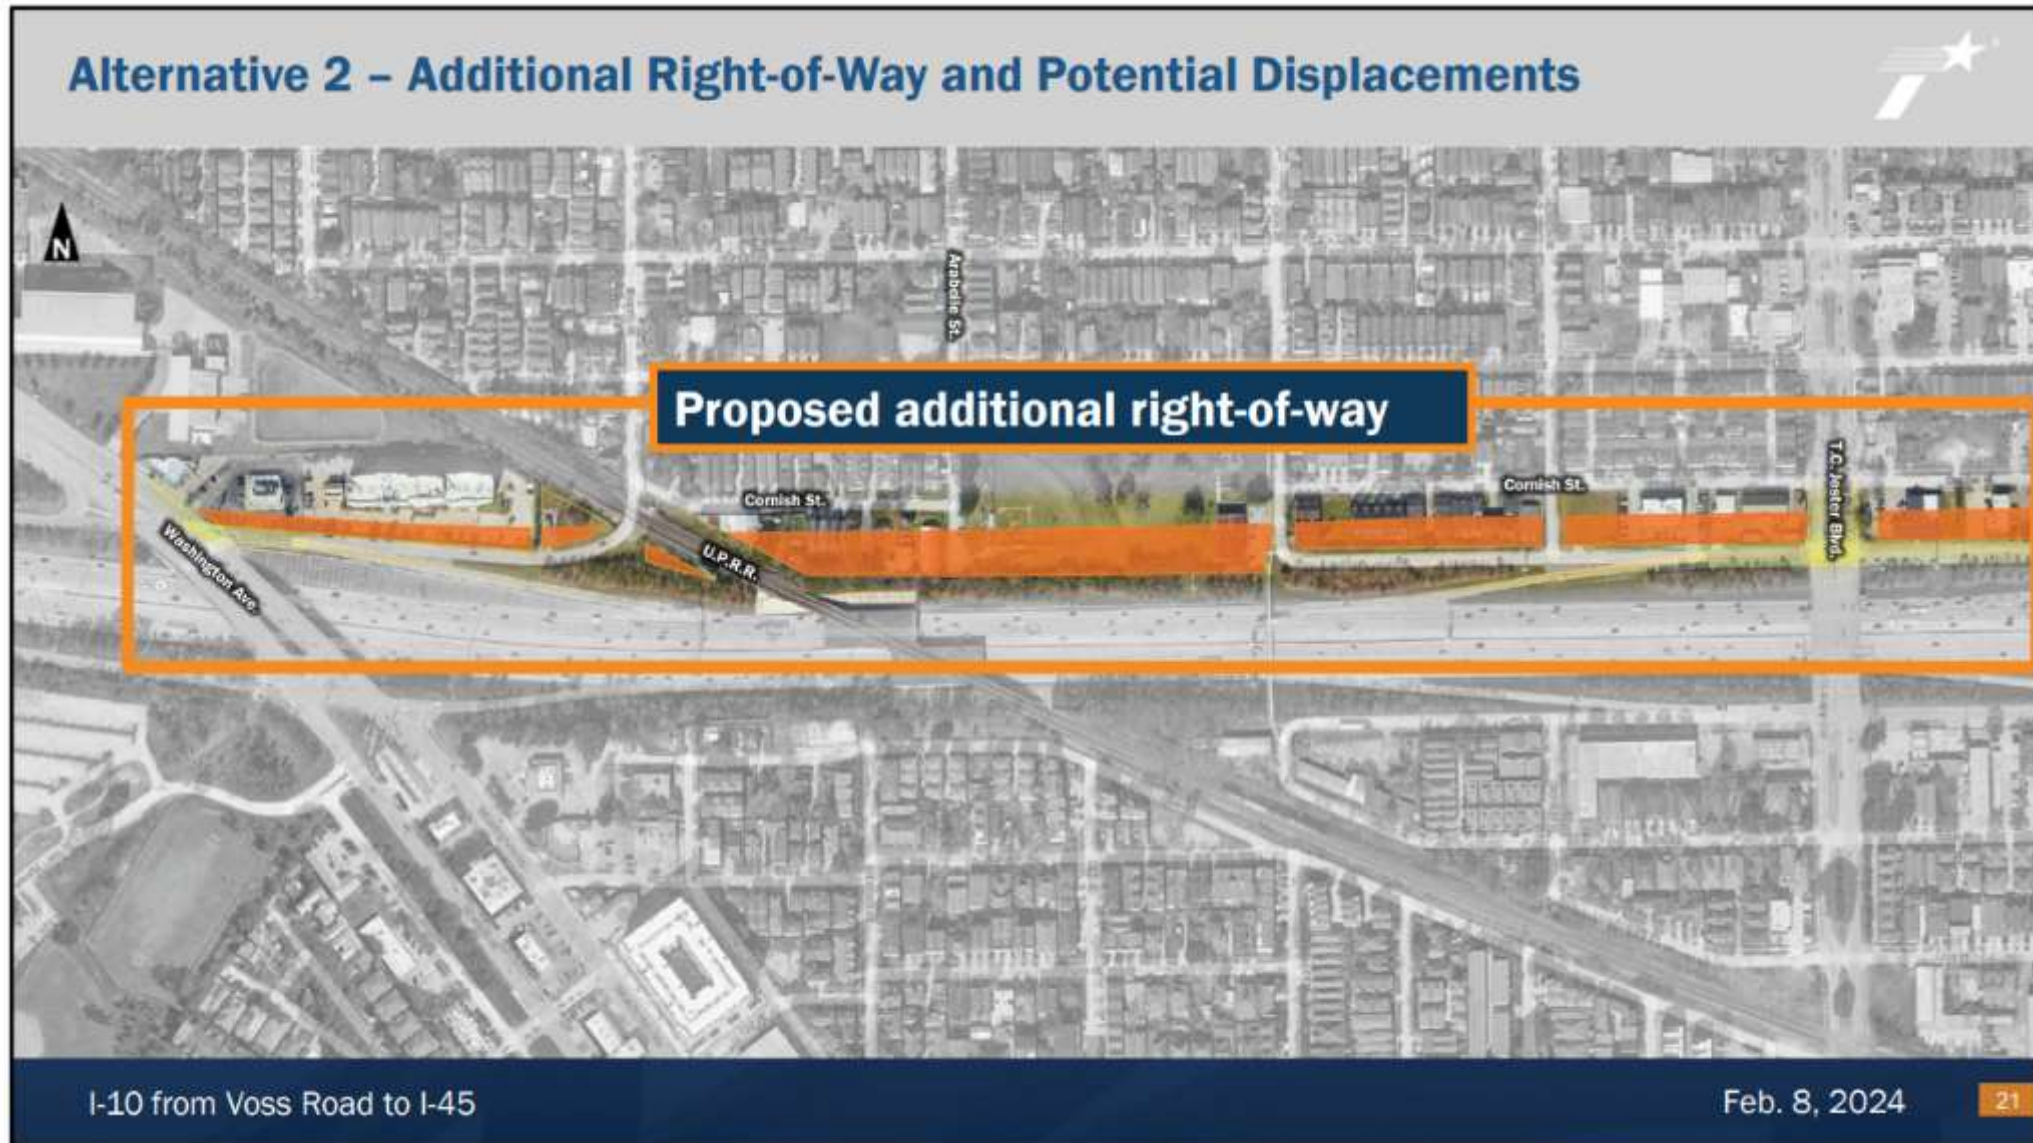 Alternative 2 – Additional Right-of-Way and Potential Displacements
N
Arabelle St.
Proposed additional right-of-way
Cornish St.
Cornish St.
T.C. Jester Blvd.
Washington Ave.
U.P.R.R.
I-10 from Voss Road to I-45
Feb. 8, 2024
21